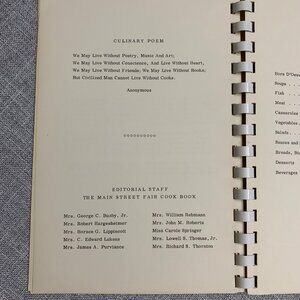 CULINARY POEM
We May Live Without Poetry, Music And Art;
We May Live Without Conscience, And Live Without Heart,
We May Live Without Friends; We May Live Without Books;
But Civilized Man Cannot Live Without Cooks.
Anonymous
EDITORIAL STAFF
THE MAIN STREET FAIR COOK BOOK
Mrs. George C. Busby, Jr.
Mrs. Robert Hargesheimer
Mrs. Horace G. Lippincott
Mrs. C. Edward Lukens
Mrs. James A. Purviance
Mrs. William Rebmann
Mrs. John M. Roberts
Miss Carole Springer
Mrs. Lowell S. Thomas, Jr.
Mrs. Richard S. Thornton
Hors D'Oeu
Soups . .
Fish . .
Meat . .
Casseroles
Vegetables
Salads . .
Sauces and
Breads, Bis
Desserts
Beverages